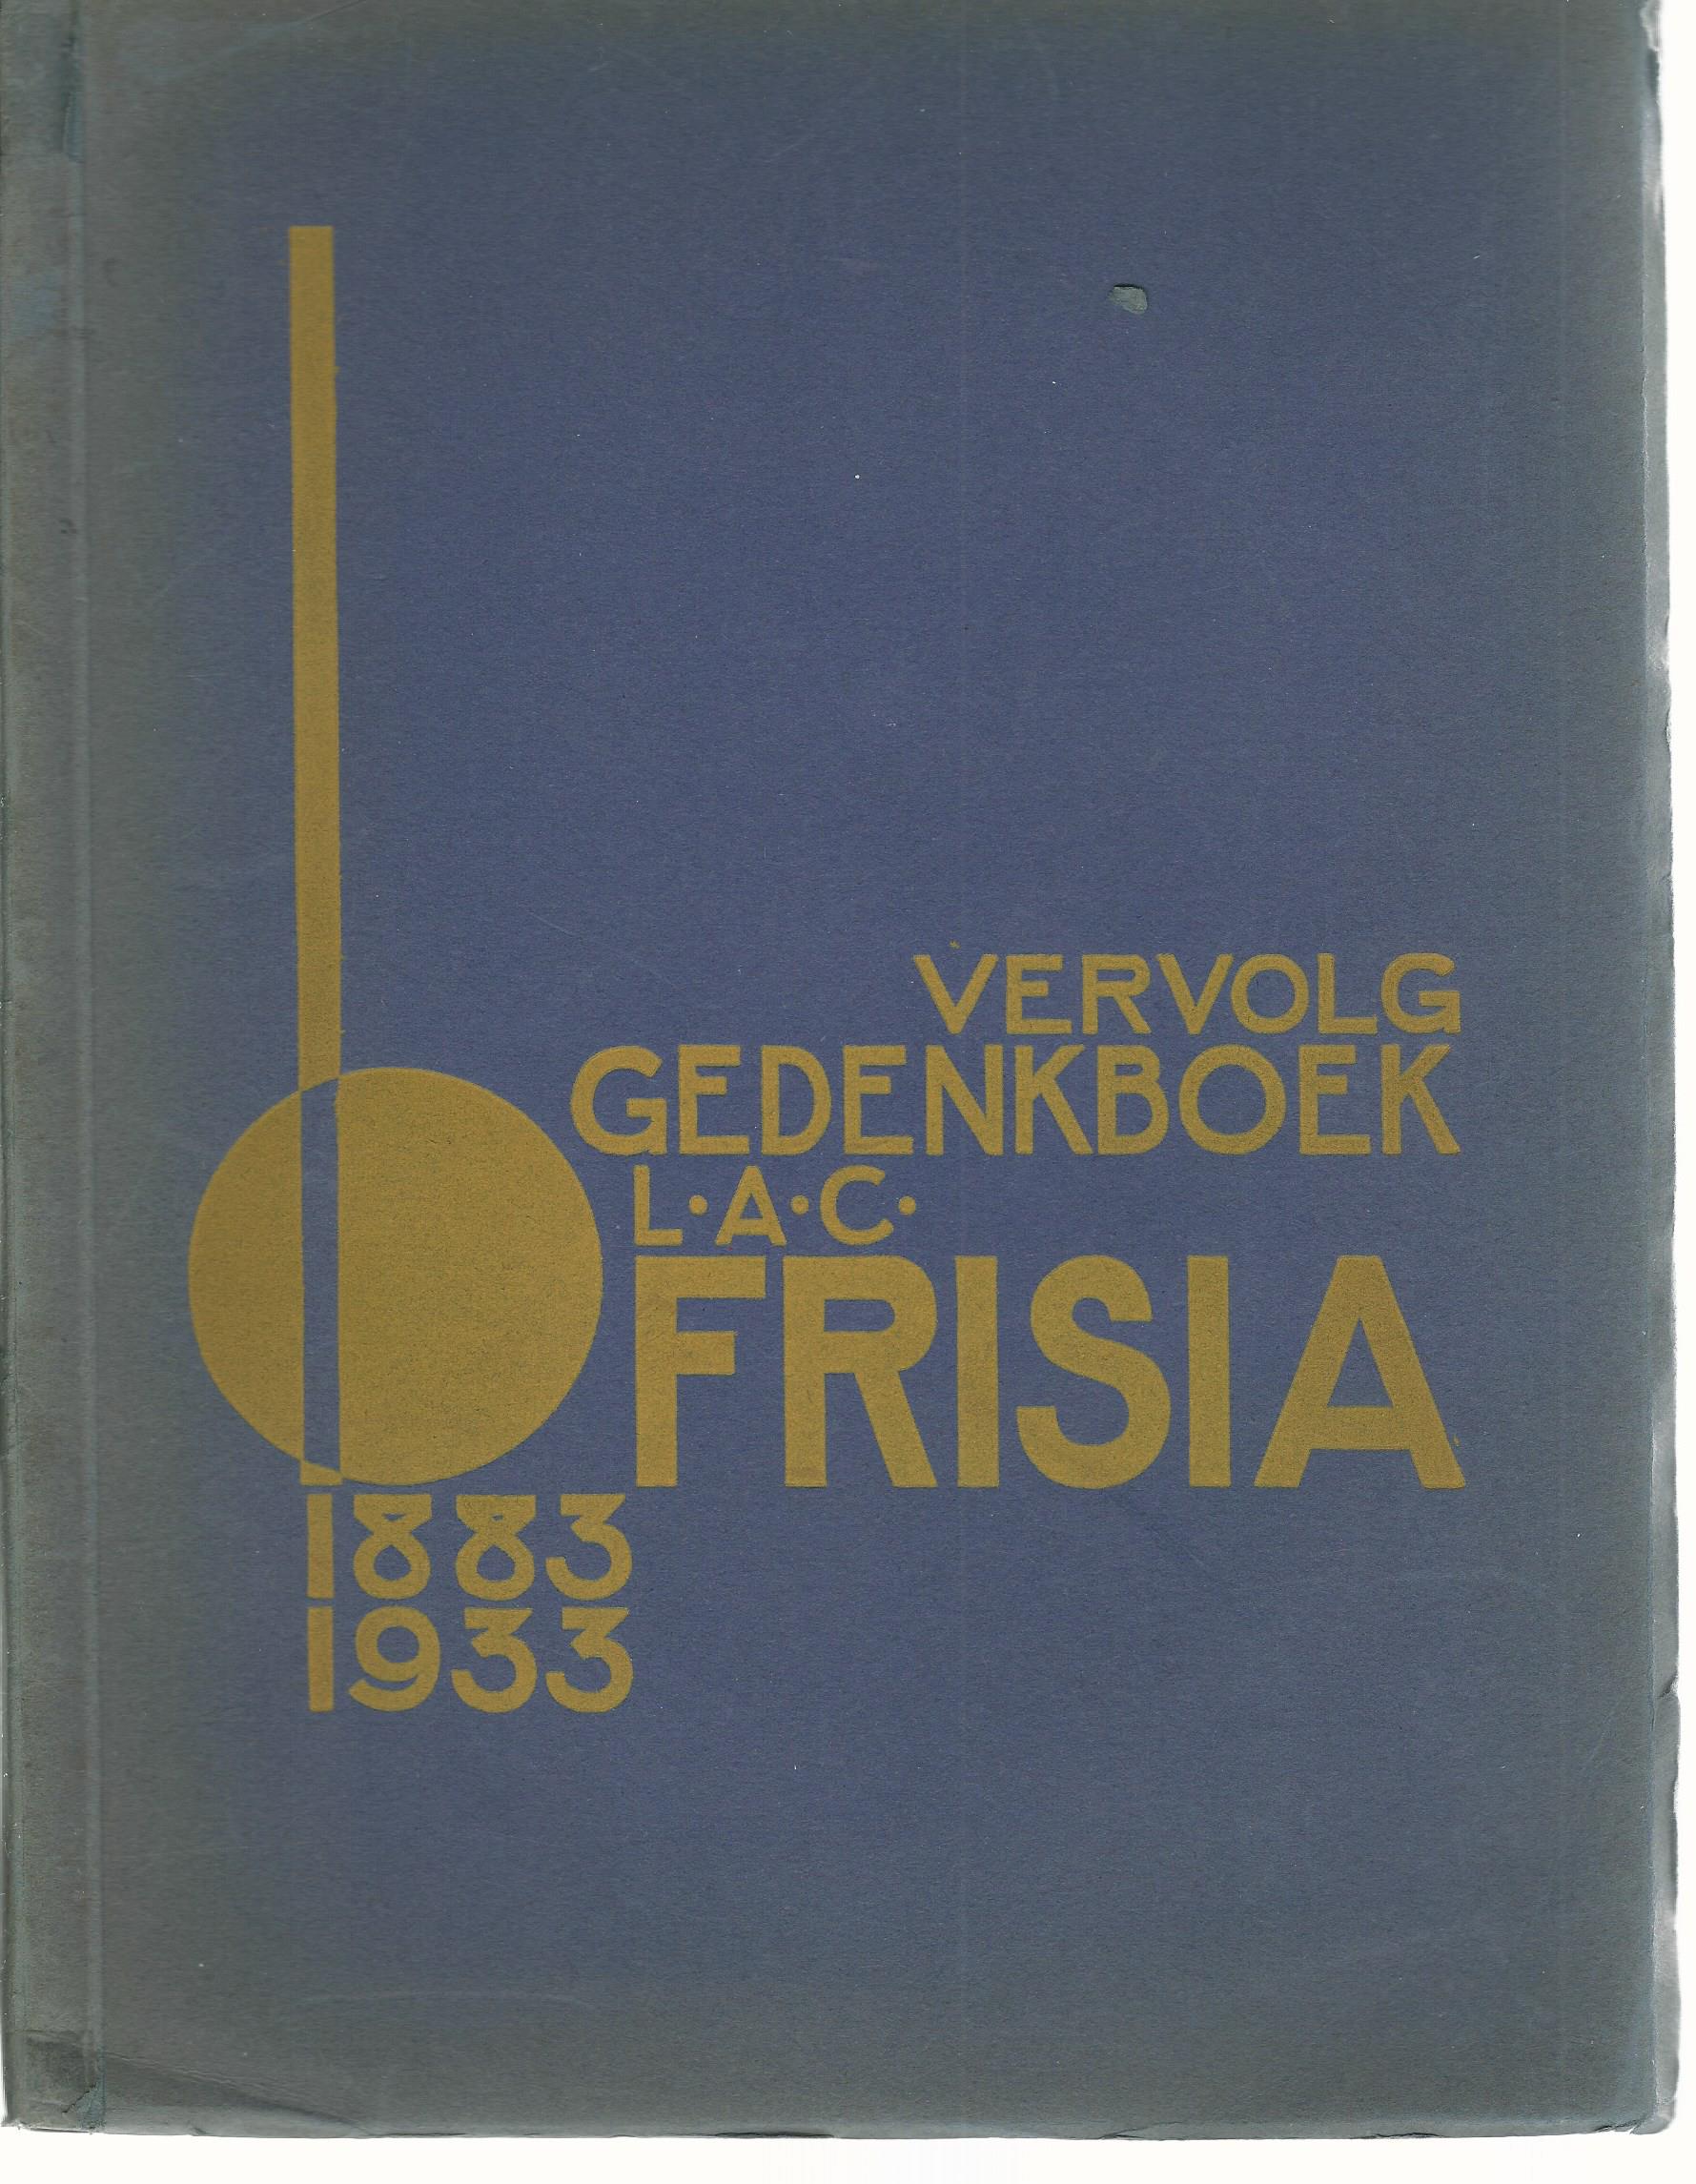 VERVOLG
GEDENKBOEK
L·A·C·
FRISIA
1883
1933